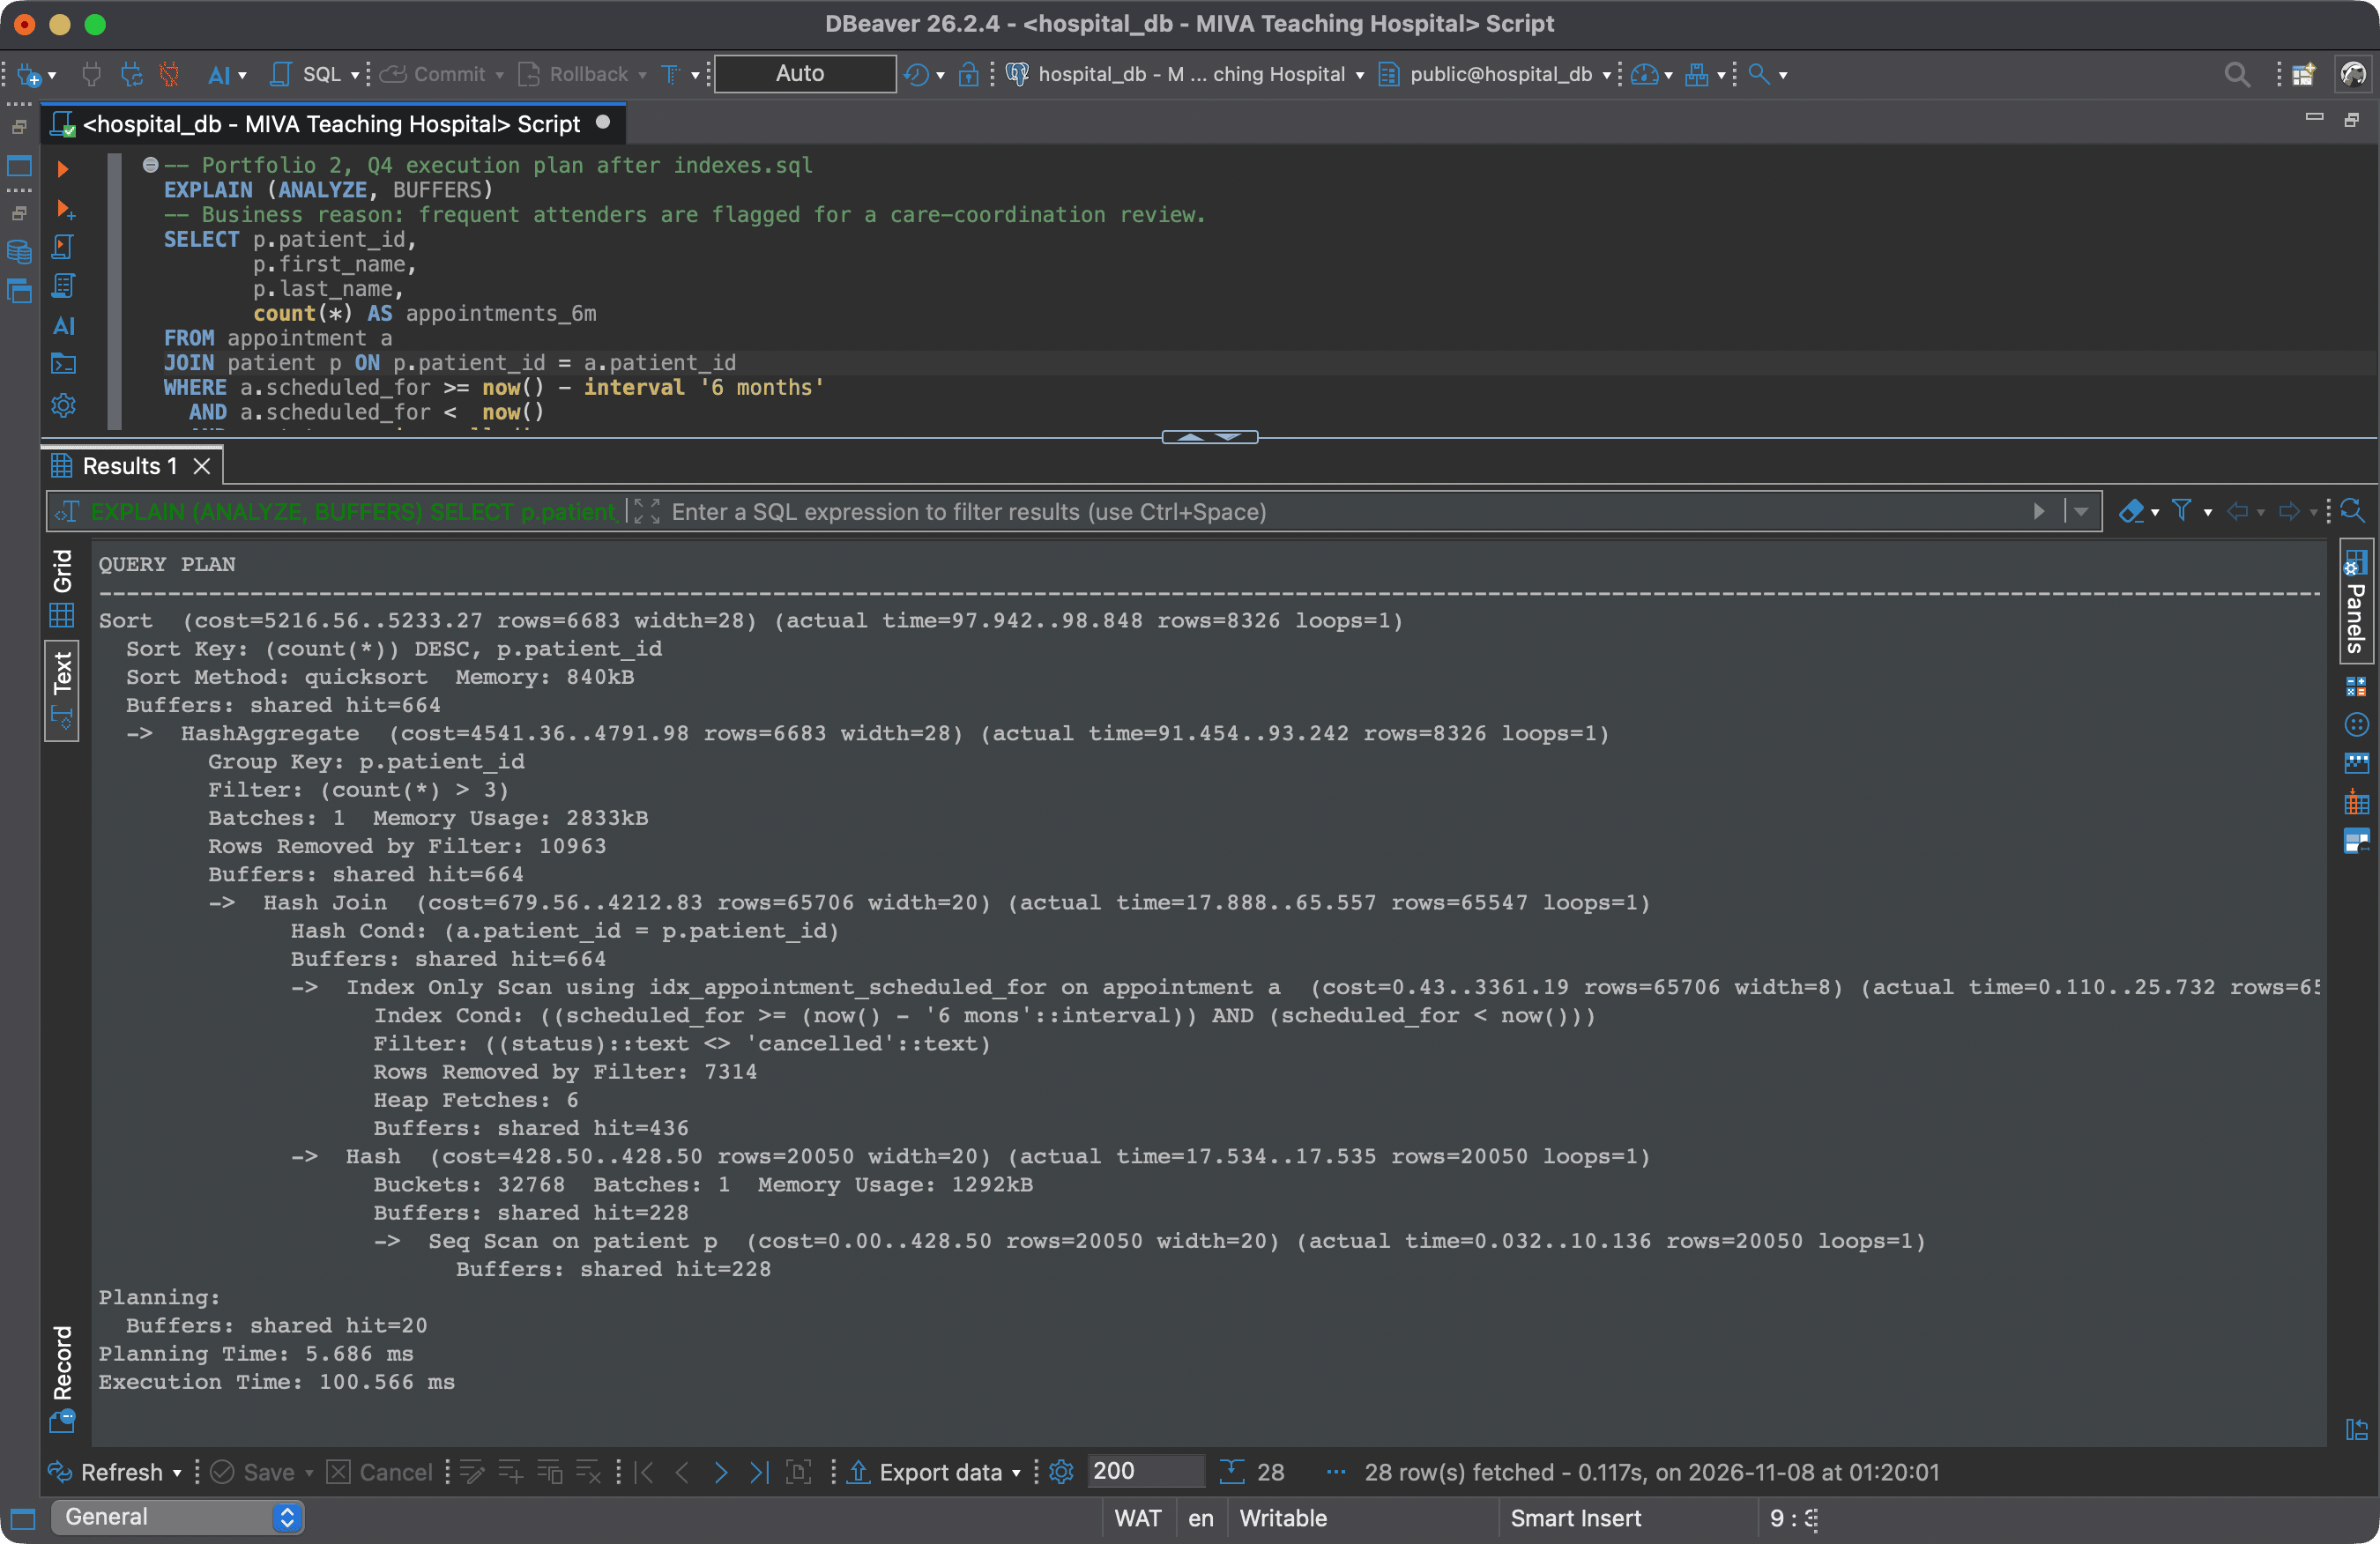 DBeaver 26.2.4 - <hospital_db - MIVA Teaching Hospital> Script
AI SQL Commit Rollback Auto hospital_db - M ... ching Hospital public@hospital_db
<hospital_db - MIVA Teaching Hospital> Script
-- Portfolio 2, Q4 execution plan after indexes.sql
EXPLAIN (ANALYZE, BUFFERS)
-- Business reason: frequent attenders are flagged for a care-coordination review.
SELECT p.patient_id,
p.first_name,
p.last_name,
count(*) AS appointments_6m
FROM appointment a
JOIN patient p ON p.patient_id = a.patient_id
WHERE a.scheduled_for >= now() - interval '6 months'
AND a.scheduled_for < now()
AI
Results 1
EXPLAIN (ANALYZE, BUFFERS) SELECT p.patient Enter a SQL expression to filter results (use Ctrl+Space)
Grid
Text
Record
Panels
QUERY PLAN
Sort (cost=5216.56..5233.27 rows=6683 width=28) (actual time=97.942..98.848 rows=8326 loops=1)
Sort Key: (count(*)) DESC, p.patient_id
Sort Method: quicksort Memory: 840kB
Buffers: shared hit=664
-> HashAggregate (cost=4541.36..4791.98 rows=6683 width=28) (actual time=91.454..93.242 rows=8326 loops=1)
Group Key: p.patient_id
Filter: (count(*) > 3)
Batches: 1 Memory Usage: 2833kB
Rows Removed by Filter: 10963
Buffers: shared hit=664
-> Hash Join (cost=679.56..4212.83 rows=65706 width=20) (actual time=17.888..65.557 rows=65547 loops=1)
Hash Cond: (a.patient_id = p.patient_id)
Buffers: shared hit=664
-> Index Only Scan using idx_appointment_scheduled_for on appointment a (cost=0.43..3361.19 rows=65706 width=8) (actual time=0.110..25.732 rows=65
Index Cond: ((scheduled_for >= (now() - '6 mons'::interval)) AND (scheduled_for < now()))
Filter: ((status)::text <> 'cancelled'::text)
Rows Removed by Filter: 7314
Heap Fetches: 6
Buffers: shared hit=436
-> Hash (cost=428.50..428.50 rows=20050 width=20) (actual time=17.534..17.535 rows=20050 loops=1)
Buckets: 32768 Batches: 1 Memory Usage: 1292kB
Buffers: shared hit=228
-> Seq Scan on patient p (cost=0.00..428.50 rows=20050 width=20) (actual time=0.032..10.136 rows=20050 loops=1)
Buffers: shared hit=228
Planning:
Buffers: shared hit=20
Planning Time: 5.686 ms
Execution Time: 100.566 ms
Refresh Save Cancel Export data 200 28 ... 28 row(s) fetched - 0.117s, on 2026-11-08 at 01:20:01
General WAT en Writable Smart Insert 9 :